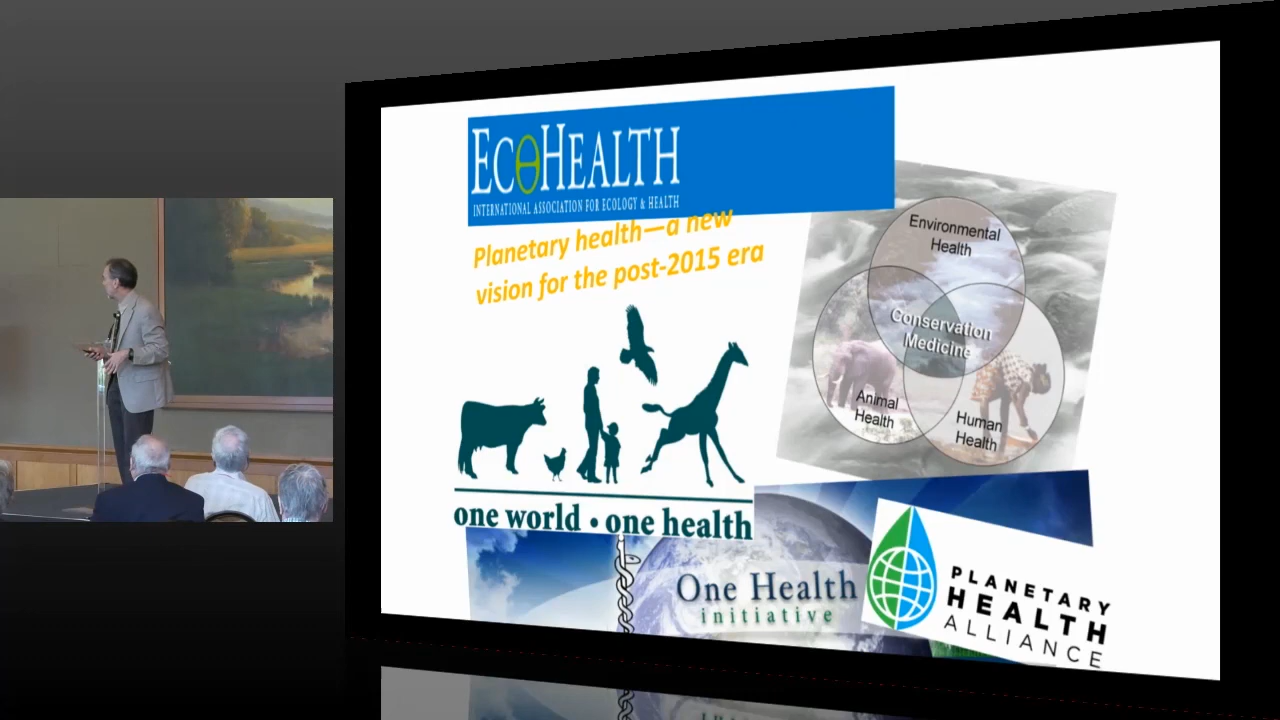 ECOHEALTH
INTERNATIONAL ASSOCIATION FOR ECOLOGY & HEALTH
Planetary health—a new
vision for the post-2015 era
Environmental
Health
Conservation
Medicine
Animal
Health
Human
Health
one world • one health
One Health
initiative
PLANETARY
HEALTH
ALLIANCE